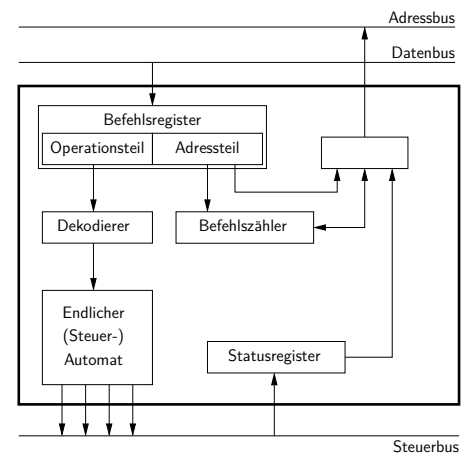 Adressbus
Datenbus
Befehlsregister
Operationsteil
Adressteil
Dekodierer
Befehlszähler
Endlicher
(Steuer-)
Automat
Statusregister
Steuerbus